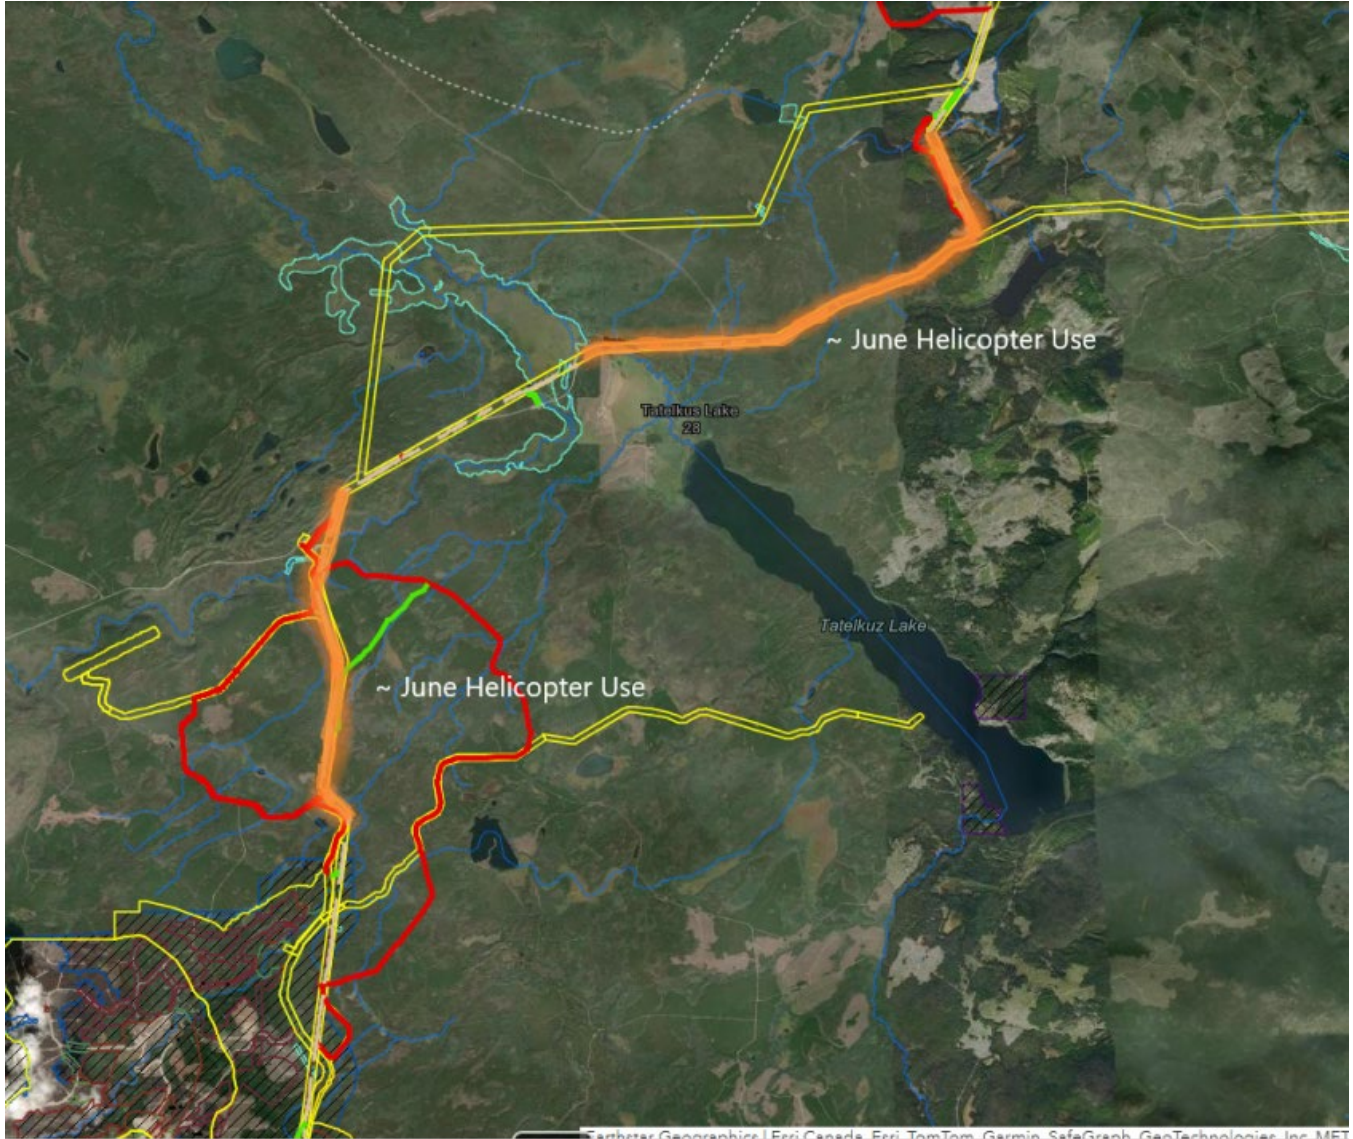 ~ June Helicopter Use
Tatelkus Lake
28
Tatelkuz Lake
~ June Helicopter Use
Earthstar Geographics | Esri Canada, Esri, TomTom, Garmin, SafeGraph, GeoTechnologies, Inc, MET